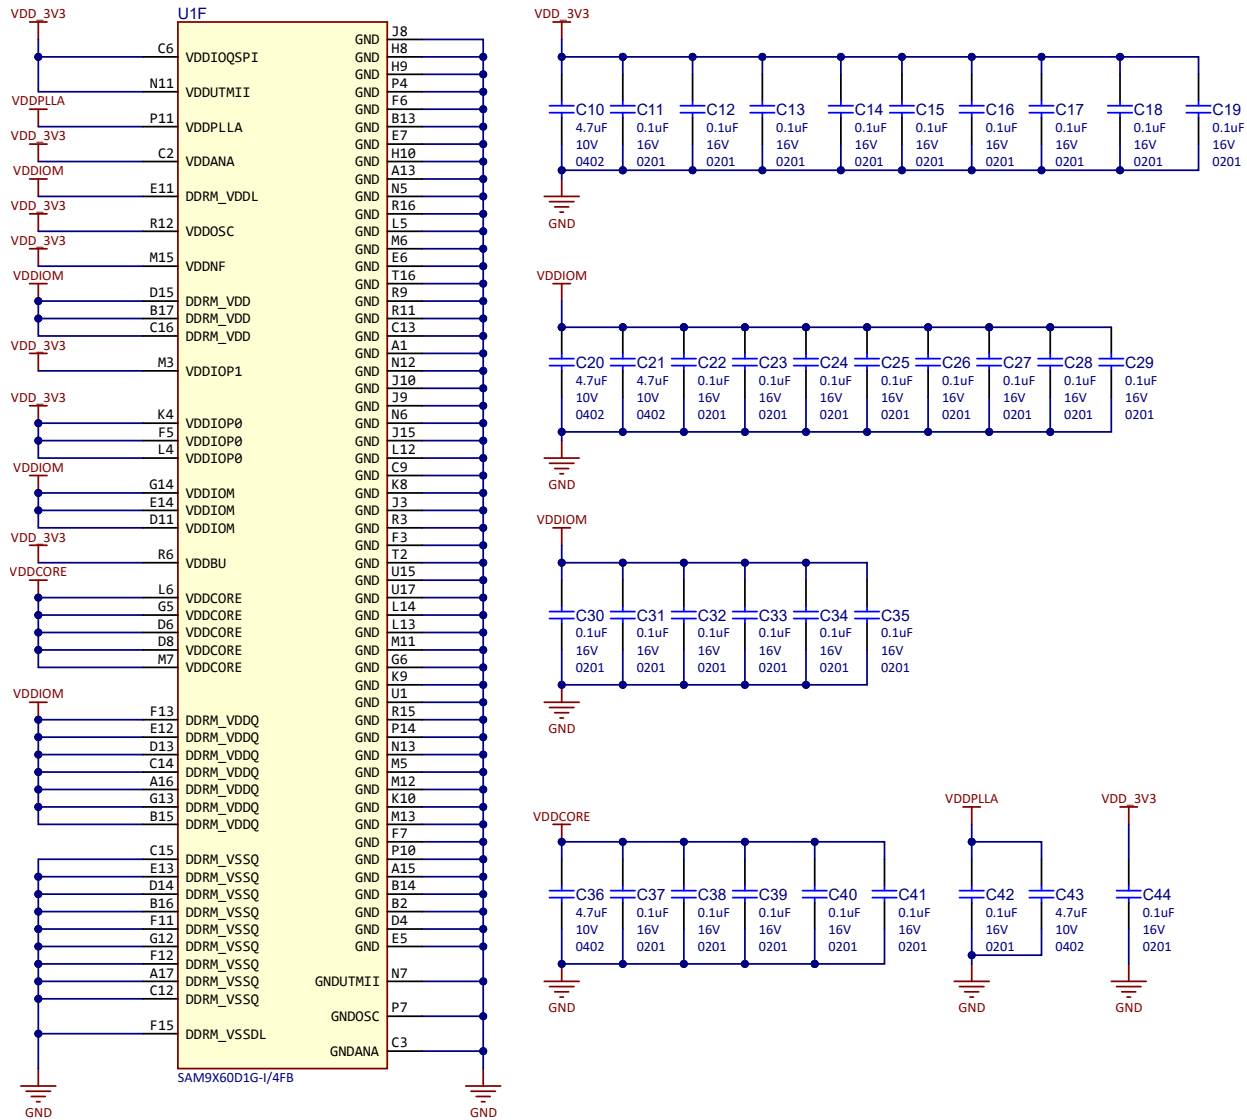 VDD_3V3
U1F
C6 VDDIOQSPI
N11 VDDUTMII
VDDPLLA
P11 VDDPLLA
VDD_3V3
C2 VDDANA
VDDIOM
E11 DDRM_VDDL
VDD_3V3
R12 VDDOSC
VDD_3V3
M15 VDDNF
VDDIOM
D15 DDRM_VDD
B17 DDRM_VDD
C16 DDRM_VDD
VDD_3V3
M3 VDDIOP1
VDD_3V3
K4 VDDIOP0
F5 VDDIOP0
L4 VDDIOP0
VDDIOM
G14 VDDIOM
E14 VDDIOM
D11 VDDIOM
VDD_3V3
R6 VDDBU
VDDCORE
L6 VDDCORE
G5 VDDCORE
D6 VDDCORE
D8 VDDCORE
M7 VDDCORE
VDDIOM
F13 DDRM_VDDQ
E12 DDRM_VDDQ
D13 DDRM_VDDQ
C14 DDRM_VDDQ
A16 DDRM_VDDQ
G13 DDRM_VDDQ
B15 DDRM_VDDQ
C15 DDRM_VSSQ
E13 DDRM_VSSQ
D14 DDRM_VSSQ
B16 DDRM_VSSQ
F11 DDRM_VSSQ
G12 DDRM_VSSQ
F12 DDRM_VSSQ
A17 DDRM_VSSQ
C12 DDRM_VSSQ
F15 DDRM_VSSDL
GND
GND J8
GND H8
GND H9
GND P4
GND F6
GND B13
GND E7
GND H10
GND A13
GND N5
GND R16
GND L5
GND M6
GND E6
GND T16
GND R9
GND R11
GND C13
GND A1
GND N12
GND J10
GND J9
GND N6
GND J15
GND L12
GND C9
GND K8
GND J3
GND R3
GND F3
GND T2
GND U15
GND U17
GND L14
GND L13
GND M11
GND G6
GND K9
GND U1
GND R15
GND P14
GND N13
GND M5
GND M12
GND K10
GND M13
GND F7
GND P10
GND A15
GND B14
GND B2
GND D4
GND E5
GNDUTMII N7
GNDOSC P7
GNDANA C3
SAM9X60D1G-I/4FB
GND
VDD_3V3
C10 C11 C12 C13 C14 C15 C16 C17 C18 C19
4.7uF 0.1uF 0.1uF 0.1uF 0.1uF 0.1uF 0.1uF 0.1uF 0.1uF 0.1uF
10V 16V 16V 16V 16V 16V 16V 16V 16V 16V
0402 0201 0201 0201 0201 0201 0201 0201 0201 0201
GND
VDDIOM
C20 C21 C22 C23 C24 C25 C26 C27 C28 C29
4.7uF 4.7uF 0.1uF 0.1uF 0.1uF 0.1uF 0.1uF 0.1uF 0.1uF 0.1uF
10V 10V 16V 16V 16V 16V 16V 16V 16V 16V
0402 0402 0201 0201 0201 0201 0201 0201 0201 0201
GND
VDDIOM
C30 C31 C32 C33 C34 C35
0.1uF 0.1uF 0.1uF 0.1uF 0.1uF 0.1uF
16V 16V 16V 16V 16V 16V
0201 0201 0201 0201 0201 0201
GND
VDDCORE
C36 C37 C38 C39 C40 C41
4.7uF 0.1uF 0.1uF 0.1uF 0.1uF 0.1uF
10V 16V 16V 16V 16V 16V
0402 0201 0201 0201 0201 0201
GND
VDDPLLA
C42 C43
0.1uF 4.7uF
16V 10V
0201 0402
GND
VDD_3V3
C44
0.1uF
16V
0201
GND